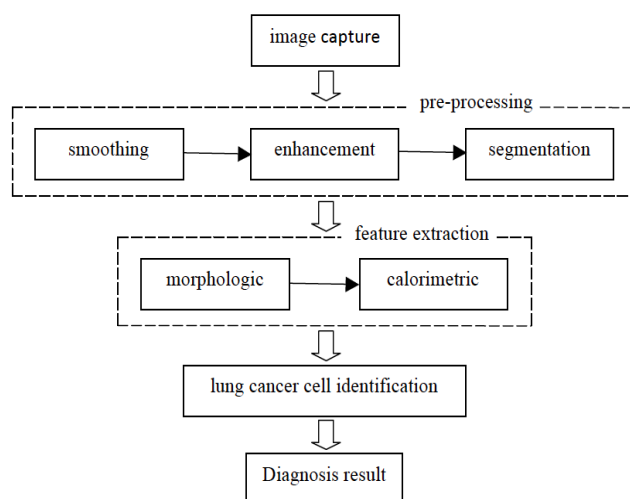 image capture
pre-processing
smoothing
enhancement
segmentation
feature extraction
morphologic
calorimetric
lung cancer cell identification
Diagnosis result